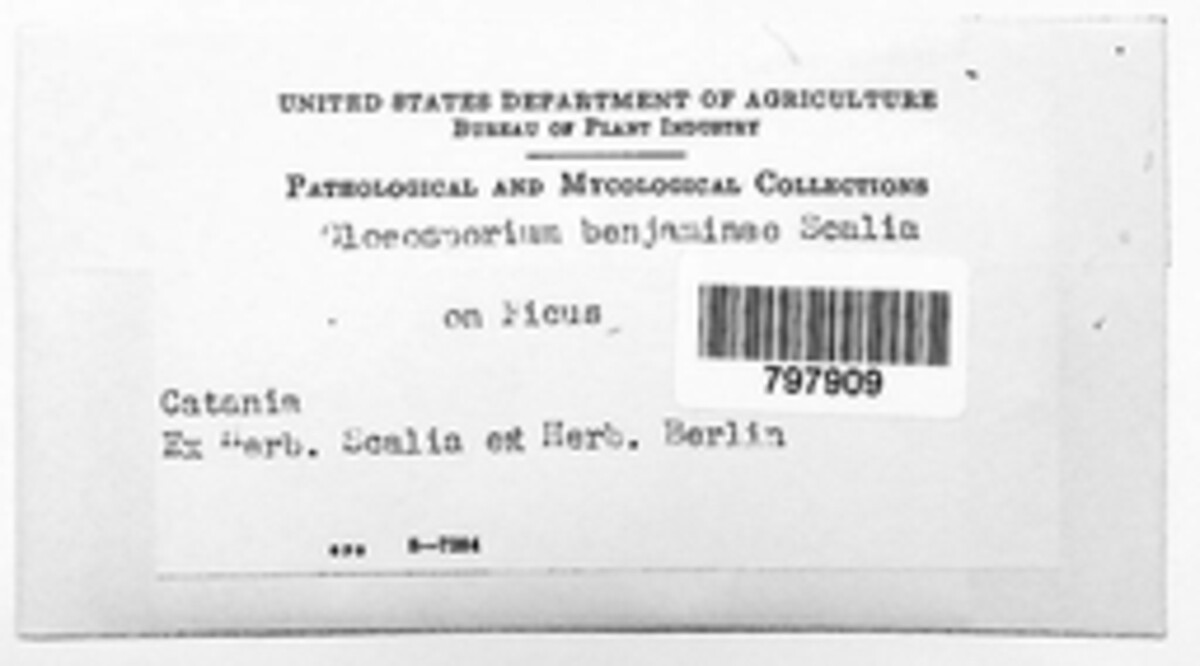 UNITED STATES DEPARTMENT OF AGRICULTURE
BUREAU OF PLANT INDUSTRY
PATHOLOGICAL AND MYCOLOGICAL COLLECTIONS
Gloeosporium benjaminae Scalia
on Ficus
797909
Catania
Ex Herb. Scalia et Herb. Berlin